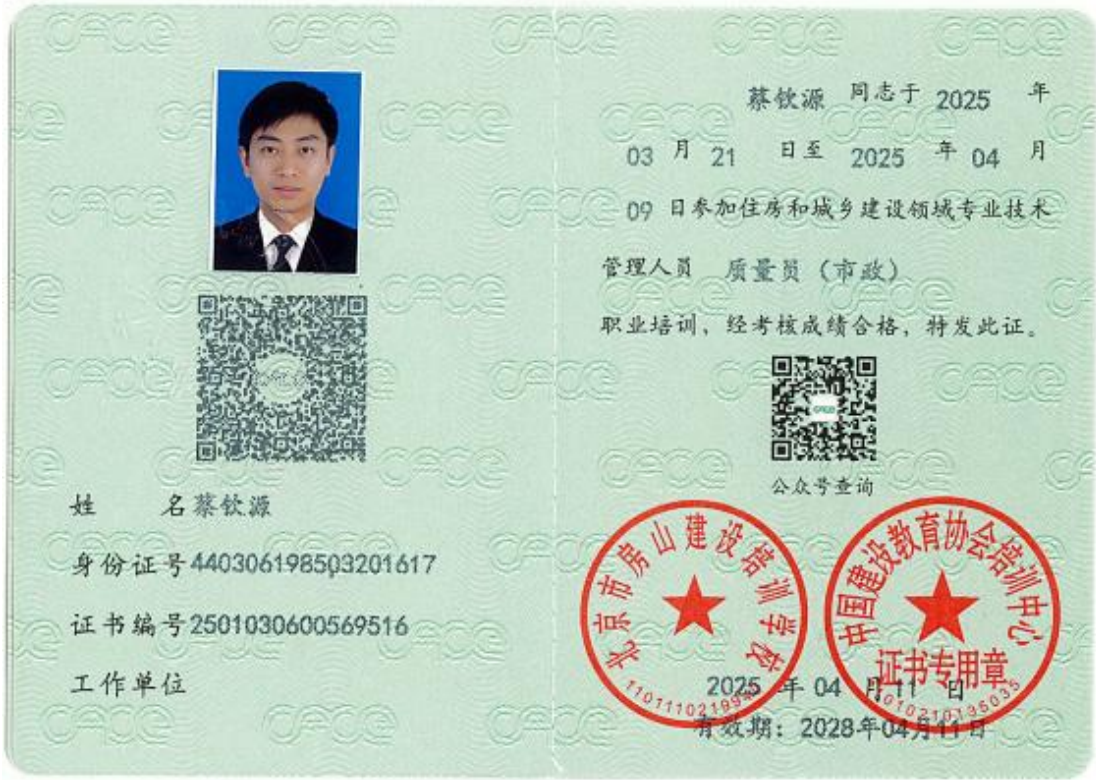 姓 名蔡钦源
身份证号440306198503201617
证书编号2501030600569516
工作单位
蔡钦源 同志于 2025 年
03 月 21 日至 2025 年 04 月
09 日参加住房和城乡建设领域专业技术
管理人员 质量员（市政）
职业培训、经考核成绩合格，特发此证。
公众号查询
北京市房山建设培训学校
中国建设教育协会培训中心
证书专用章
2025 年 04 月 11 日
有效期：2028年04月11日